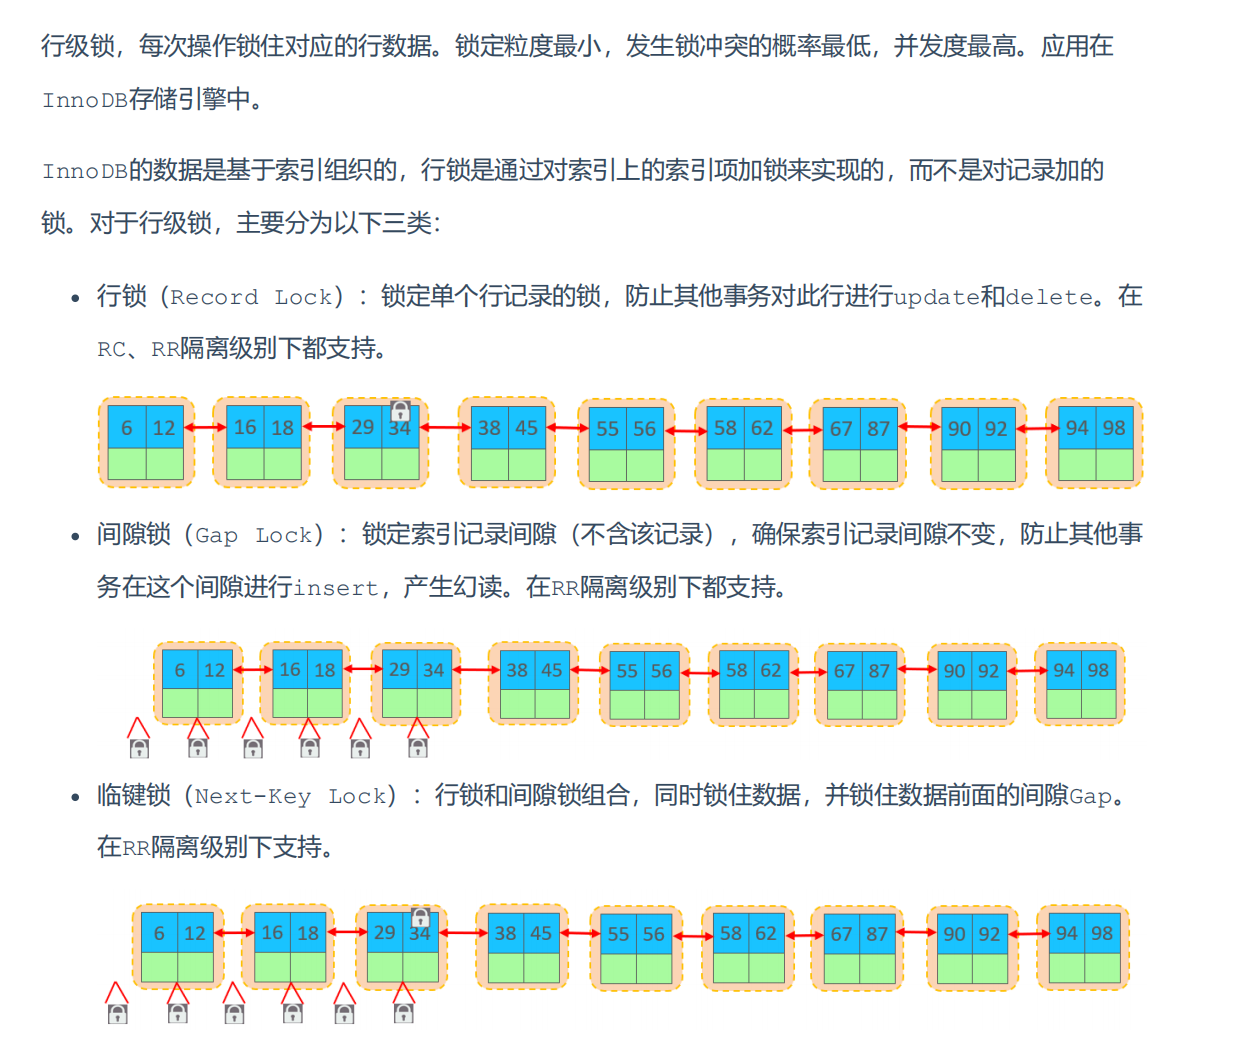 行级锁，每次操作锁住对应的行数据。锁定粒度最小，发生锁冲突的概率最低，并发度最高。应用在
InnoDB存储引擎中。
InnoDB的数据是基于索引组织的，行锁是通过对索引上的索引项加锁来实现的，而不是对记录加的
锁。对于行级锁，主要分为以下三类：
• 行锁（Record Lock）：锁定单个行记录的锁，防止其他事务对此行进行update和delete。在
RC、RR隔离级别下都支持。
6 12 16 18 29 34 38 45 55 56 58 62 67 87 90 92 94 98
• 间隙锁（Gap Lock）：锁定索引记录间隙（不含该记录），确保索引记录间隙不变，防止其他事
务在这个间隙进行insert，产生幻读。在RR隔离级别下都支持。
6 12 16 18 29 34 38 45 55 56 58 62 67 87 90 92 94 98
• 临键锁（Next-Key Lock）：行锁和间隙锁组合，同时锁住数据，并锁住数据前面的间隙Gap。
在RR隔离级别下支持。
6 12 16 18 29 34 38 45 55 56 58 62 67 87 90 92 94 98